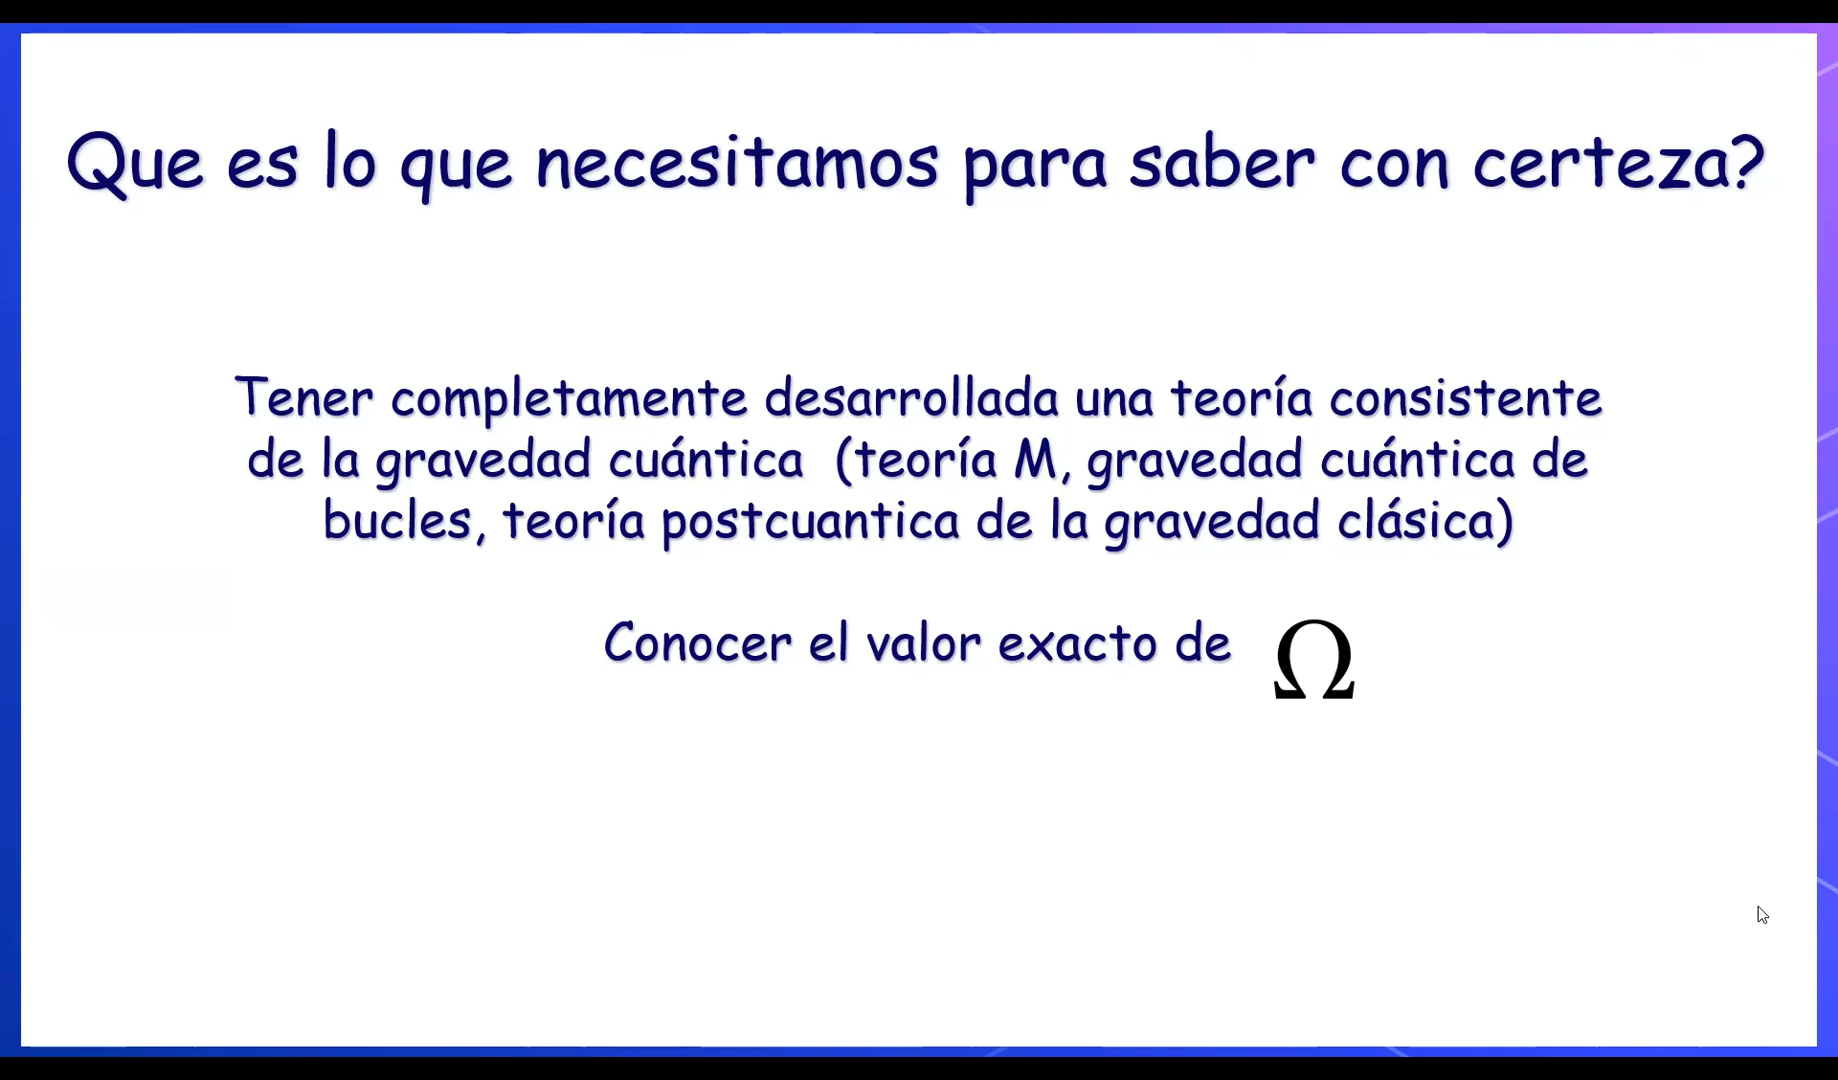 Que es lo que necesitamos para saber con certeza?
Tener completamente desarrollada una teoría consistente
de la gravedad cuántica (teoría M, gravedad cuántica de
bucles, teoría postcuantica de la gravedad clásica)
Conocer el valor exacto de Ω